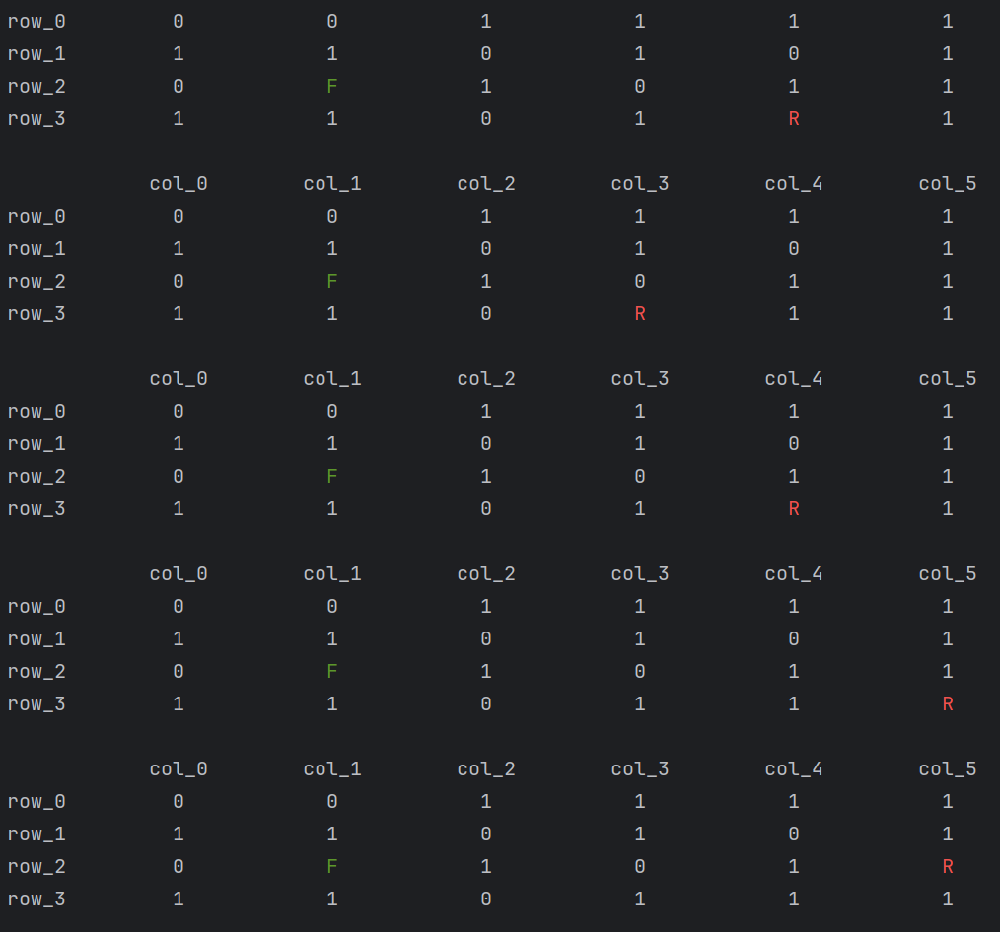 row_0 0 0 1 1 1 1
row_1 1 1 0 0 0 1
row_2 0 F 1 0 1 1
row_3 1 1 0 1 R 1
col_0 col_1 col_2 col_3 col_4 col_5
row_0 0 0 1 1 1 1
row_1 1 1 0 1 0 1
row_2 0 F 1 0 1 1
row_3 1 1 0 R 1 1
col_0 col_1 col_2 col_3 col_4 col_5
row_0 0 0 1 1 1 1
row_1 1 1 0 1 0 1
row_2 0 F 1 0 1 1
row_3 1 1 0 1 R 1
col_0 col_1 col_2 col_3 col_4 col_5
row_0 0 0 1 1 1 1
row_1 1 1 0 1 0 1
row_2 0 F 1 0 1 1
row_3 1 1 0 1 1 R
col_0 col_1 col_2 col_3 col_4 col_5
row_0 0 0 1 1 1 1
row_1 1 1 0 1 0 1
row_2 0 F 1 0 1 R
row_3 1 1 0 1 1 1